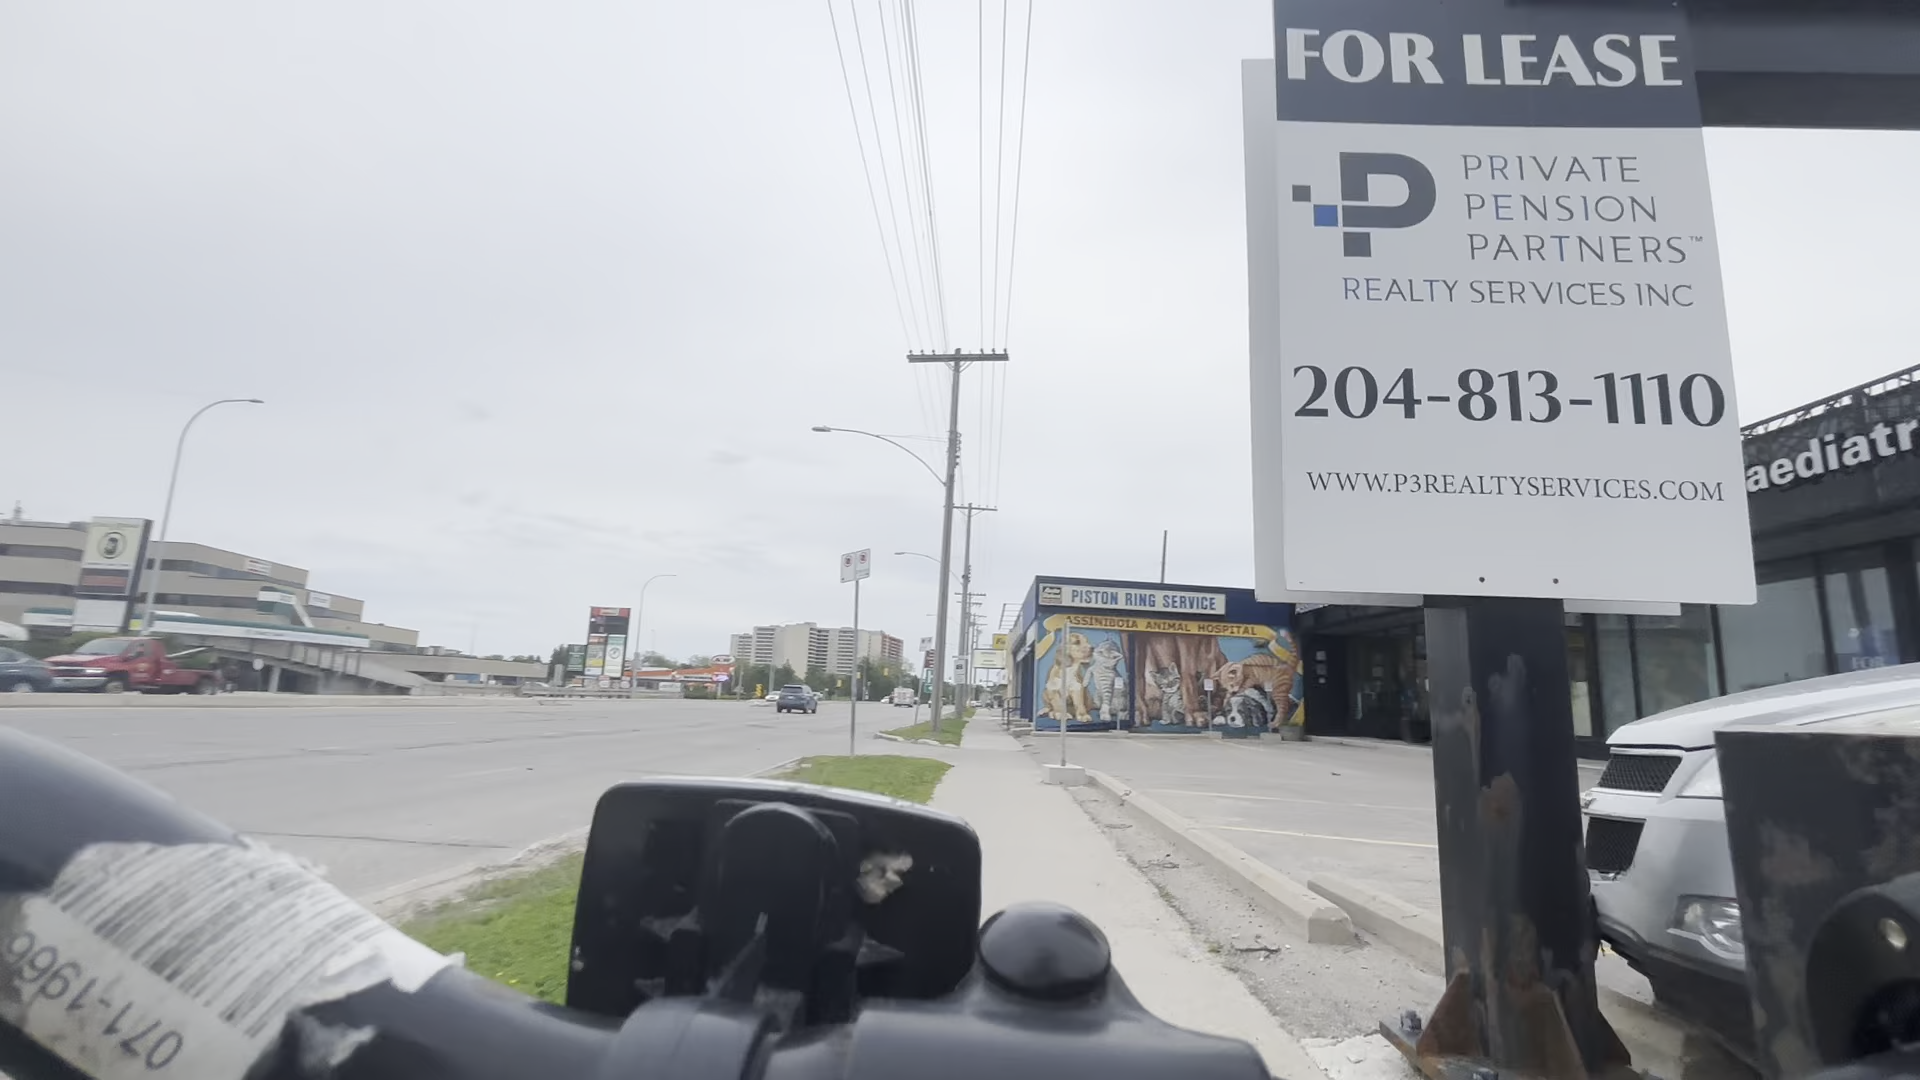 FOR LEASE
PRIVATE
PENSION
PARTNERS™
REALTY SERVICES INC
204-813-1110
WWW.P3REALTYSERVICES.COM
aediatr
PISTON RING SERVICE
ASSINIBOIA ANIMAL HOSPITAL
071-1966